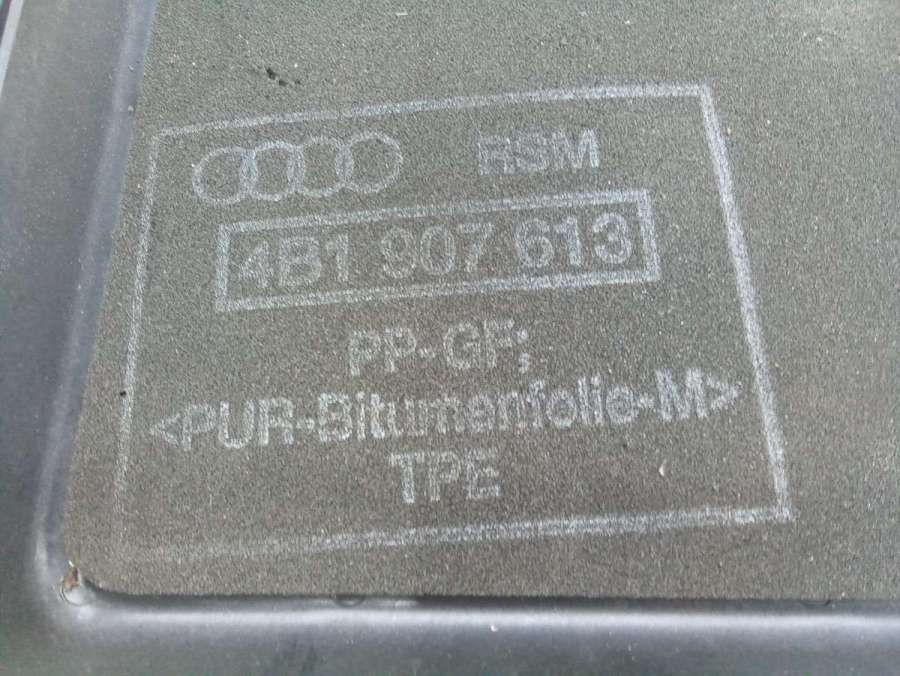 RSM
4B1 907 613
PP-GF;
<PUR-Bitumenfolie-M>
TPE